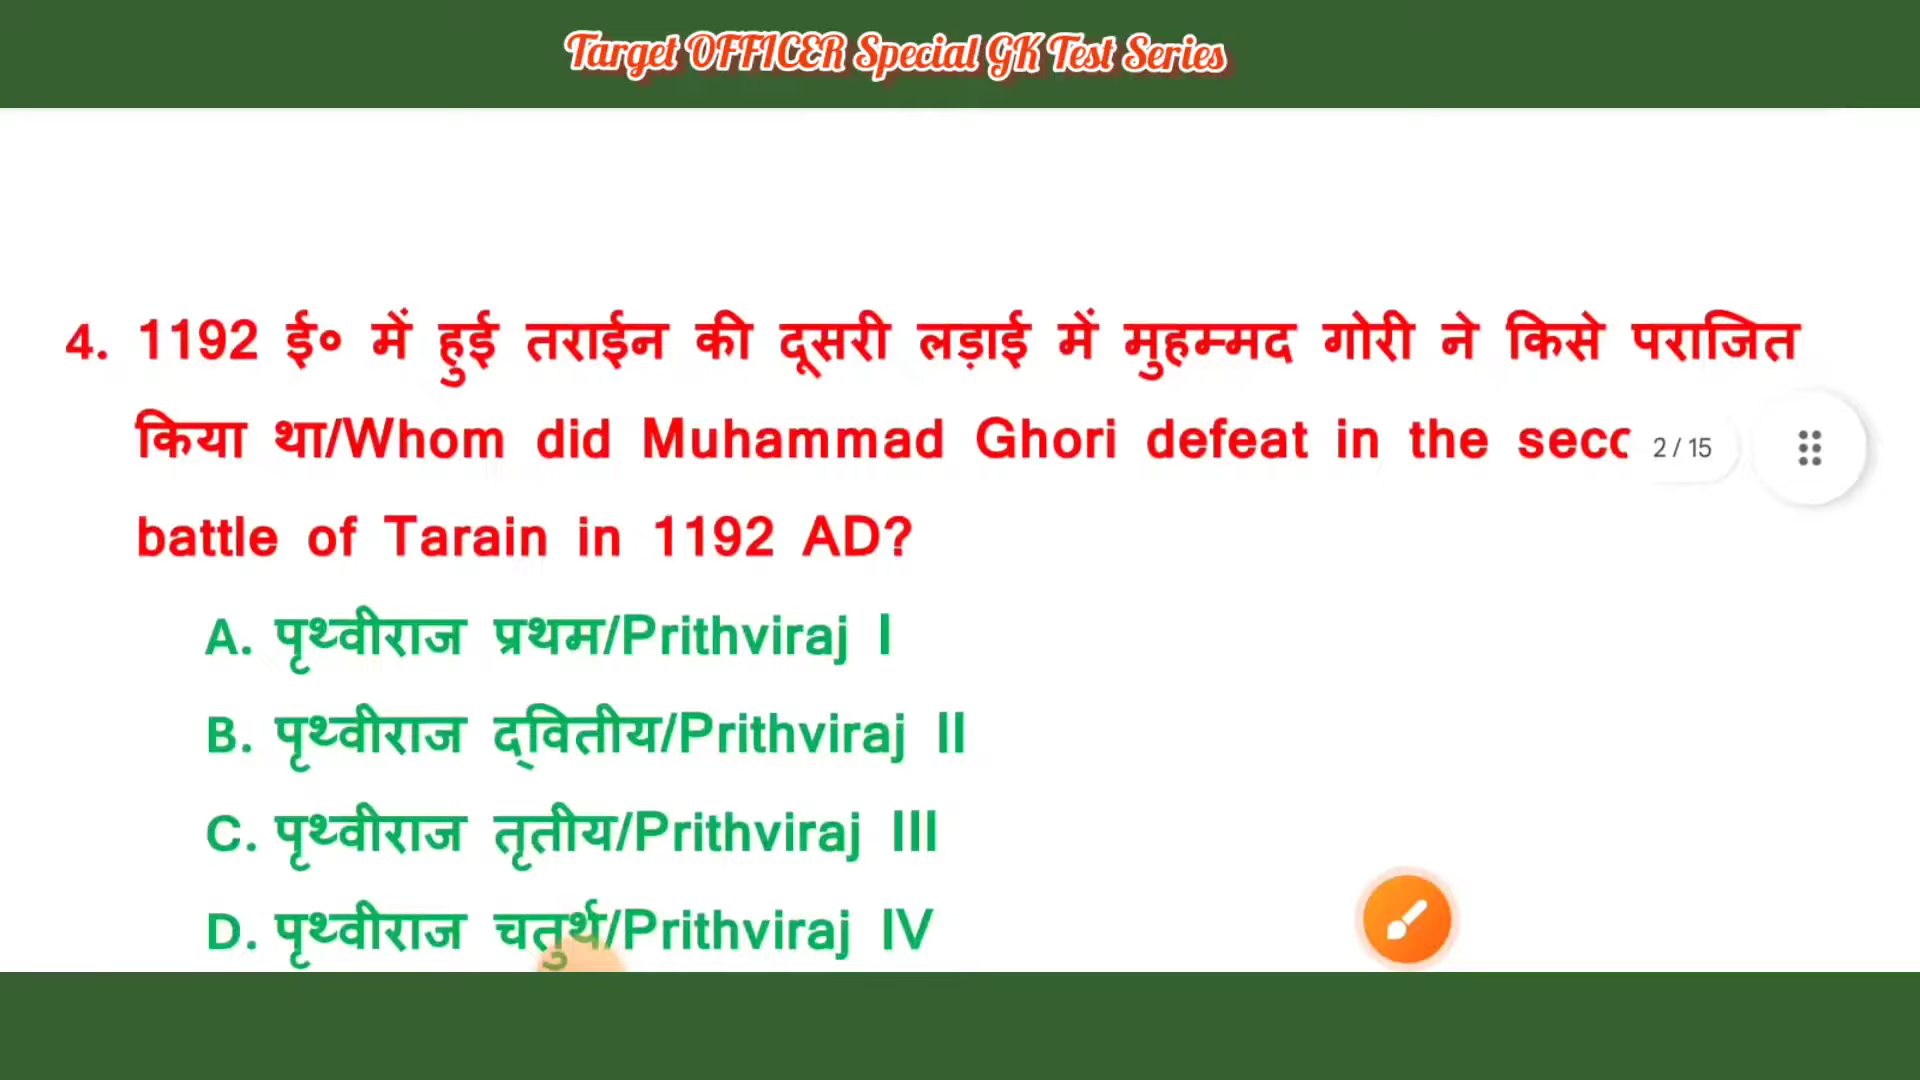 Target OFFICER Special GK Test Series
4. 1192 ई० में हुई तराईन की दूसरी लड़ाई में मुहम्मद गोरी ने किसे पराजित
किया था/Whom did Muhammad Ghori defeat in the
2 / 15
battle of Tarain in 1192 AD?
A. पृथ्वीराज प्रथम/Prithviraj I
B. पृथ्वीराज द्‌वितीय/Prithviraj II
C. पृथ्वीराज तृतीय/Prithviraj III
D. पृथ्वीराज चतुर्थ/Prithviraj IV